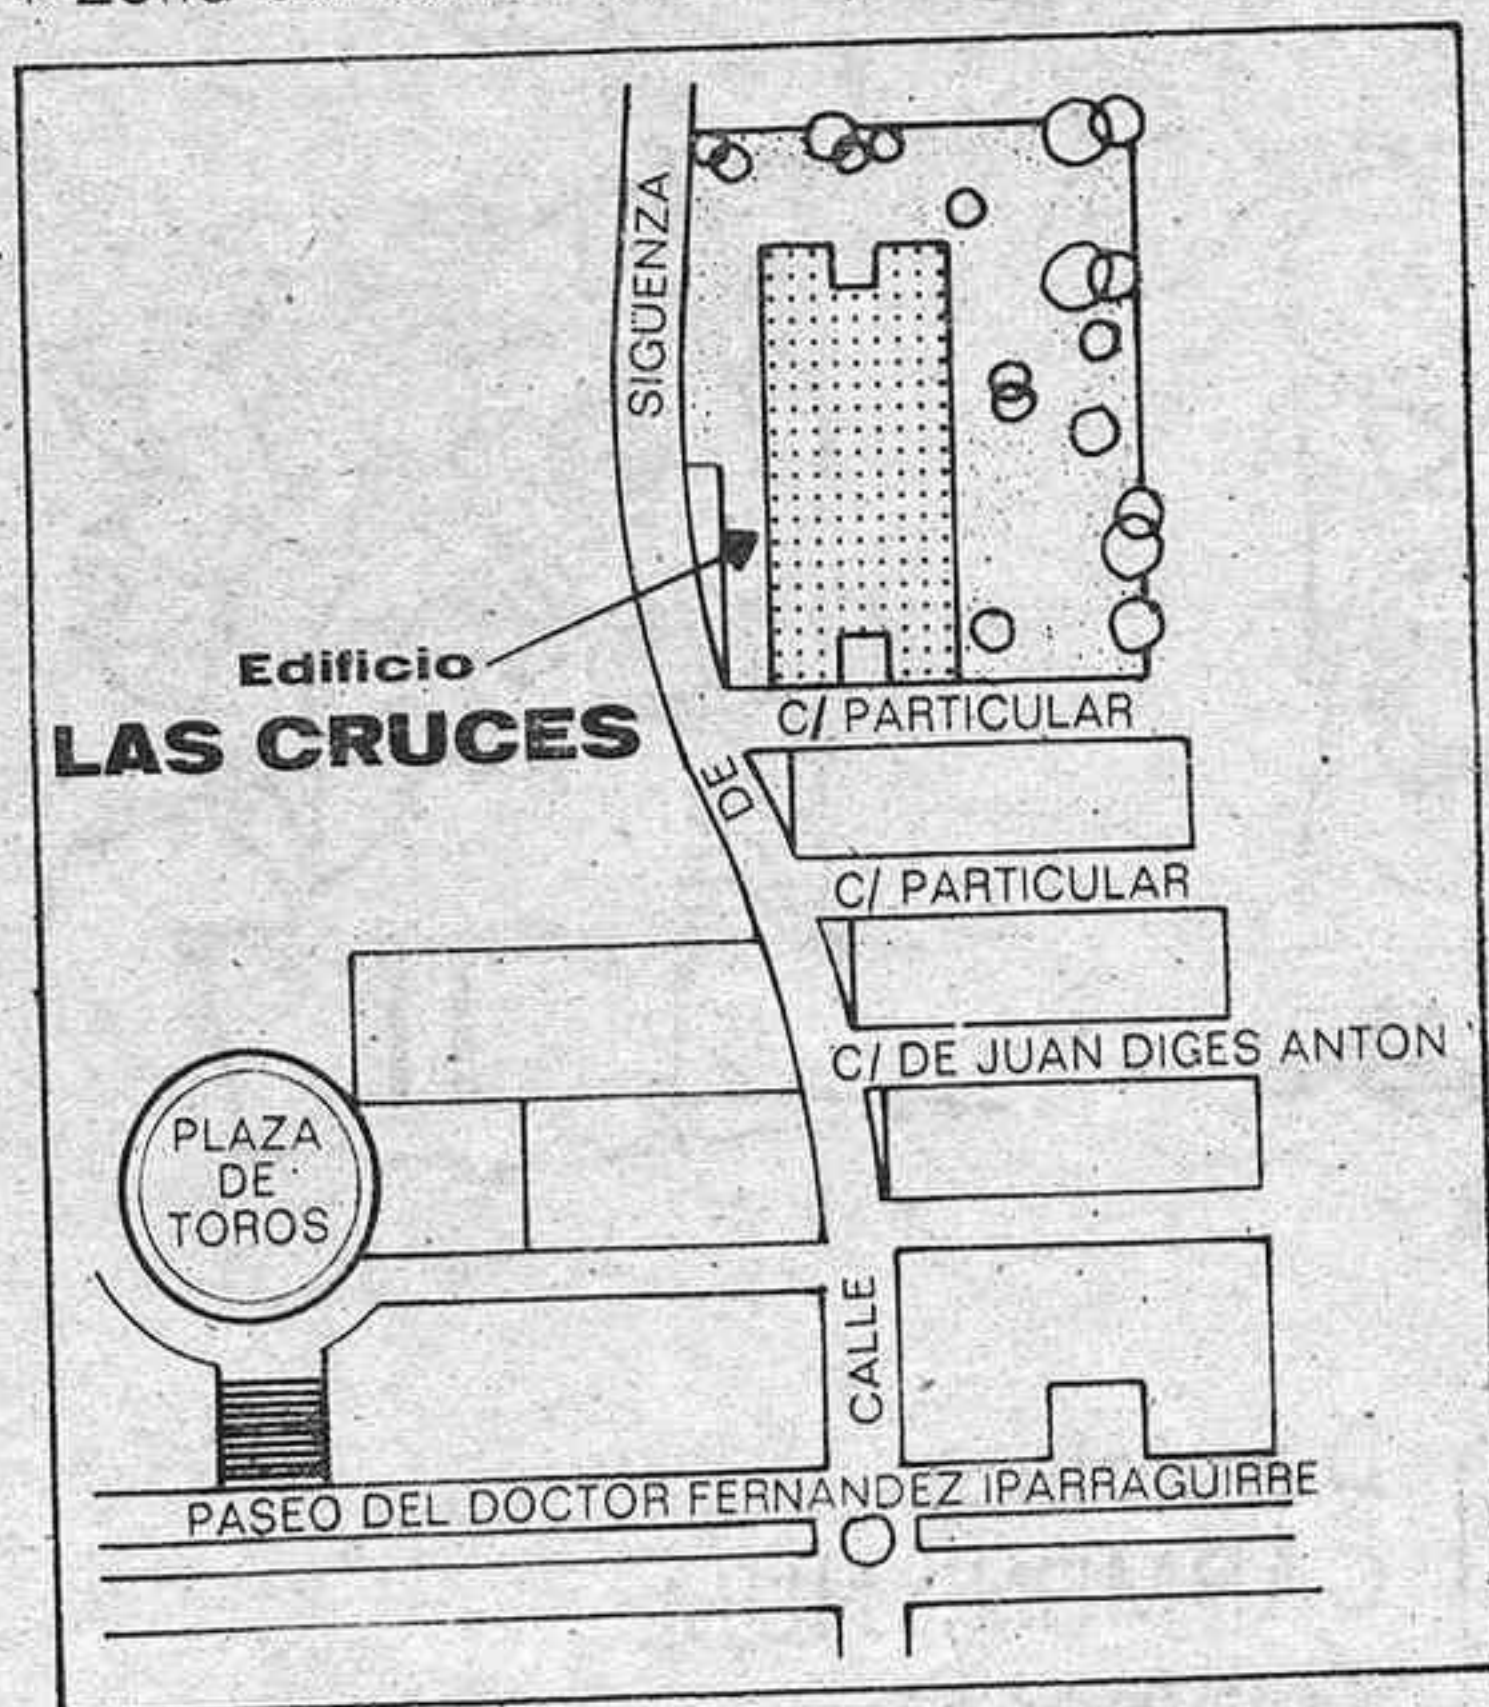 SIGÜENZA
Edificio
LAS CRUCES
C/ PARTICULAR
DE
C/ PARTICULAR
C/ DE JUAN DIGES ANTON
PLAZA
DE
TOROS
CALLE
PASEO DEL DOCTOR FERNANDEZ IPARRAGUIRRE